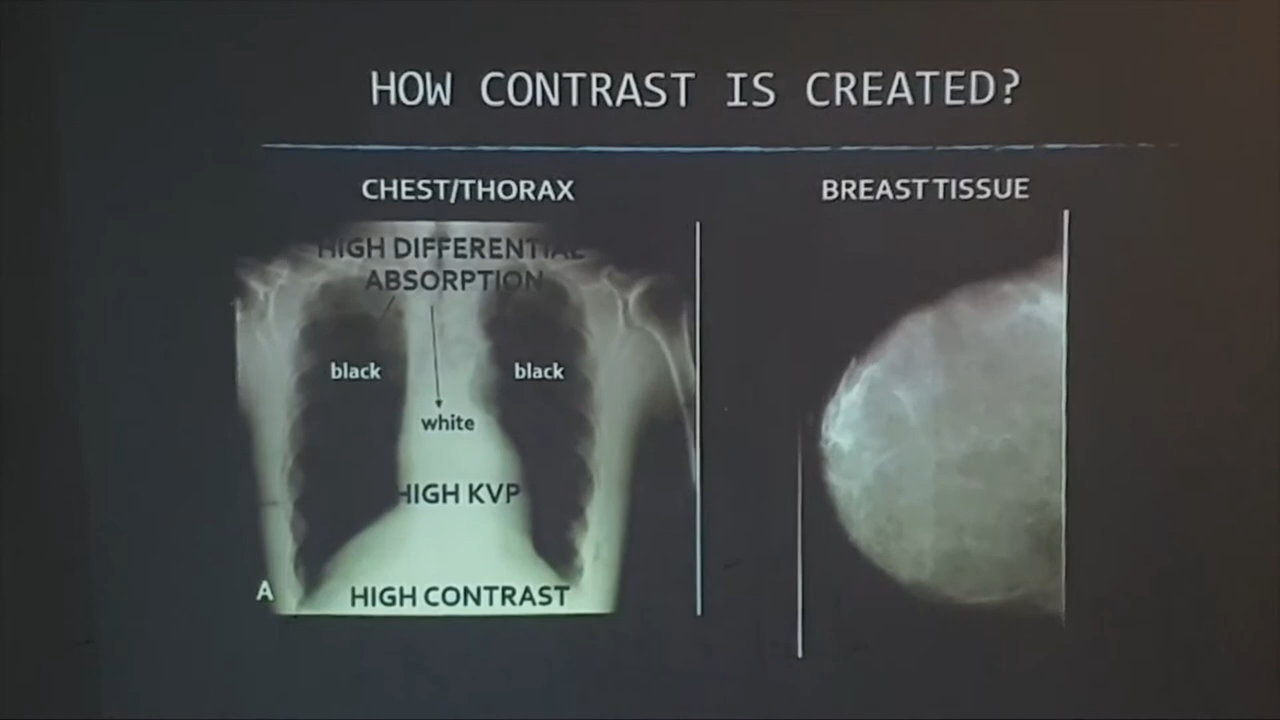 HOW CONTRAST IS CREATED?
CHEST/THORAX
HIGH DIFFERENTIAL
ABSORPTION
black
black
white
HIGH KVP
HIGH CONTRAST
A
BREAST TISSUE